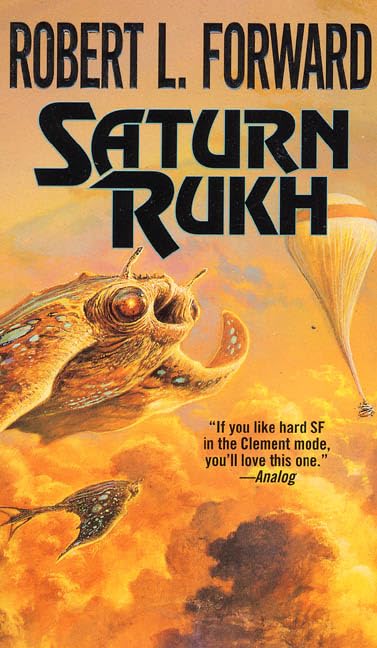 ROBERT L. FORWARD
SATURN
RUKH
"If you like hard SF
in the Clement mode,
you'll love this one."
—Analog